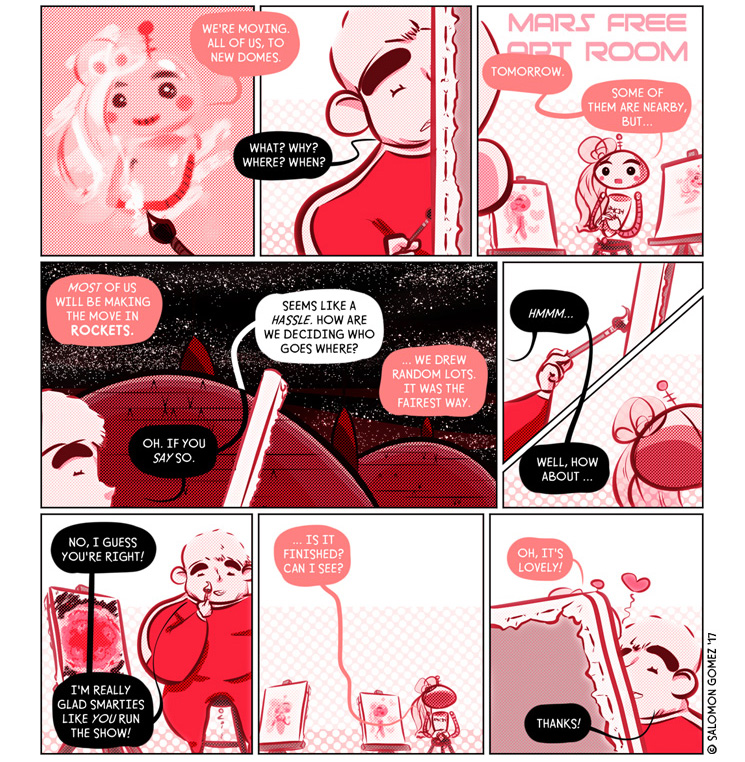 WE'RE MOVING.
ALL OF US, TO
NEW DOMES.
WHAT? WHY?
WHERE? WHEN?
MARS FREE
ART ROOM
TOMORROW.
SOME OF
THEM ARE NEARBY,
BUT...
MOST OF US
WILL BE MAKING
THE MOVE IN
ROCKETS.
SEEMS LIKE A
HASSLE. HOW ARE
WE DECIDING WHO
GOES WHERE?
... WE DREW
RANDOM LOTS.
IT WAS THE
FAIREST WAY.
OH. IF YOU
SAY SO.
HMMM...
WELL, HOW
ABOUT ...
NO, I GUESS
YOU'RE RIGHT!
I'M REALLY
GLAD SMARTIES
LIKE YOU RUN
THE SHOW!
... IS IT
FINISHED?
CAN I SEE?
OH, IT'S
LOVELY!
THANKS!
© SALOMON GOMEZ '17